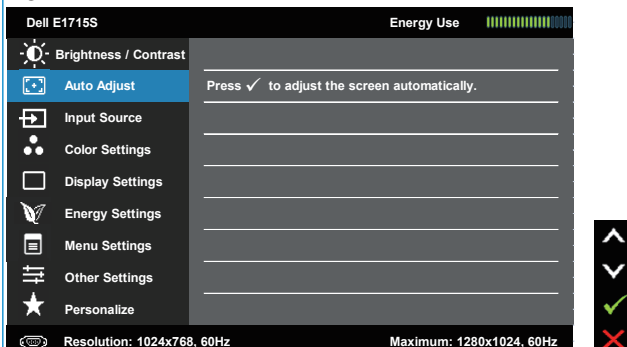 Dell E1715S Energy Use
Brightness / Contrast
Auto Adjust Press ✓ to adjust the screen automatically.
Input Source
Color Settings
Display Settings
Energy Settings
Menu Settings
Other Settings
Personalize
Resolution: 1024x768, 60Hz Maximum: 1280x1024, 60Hz